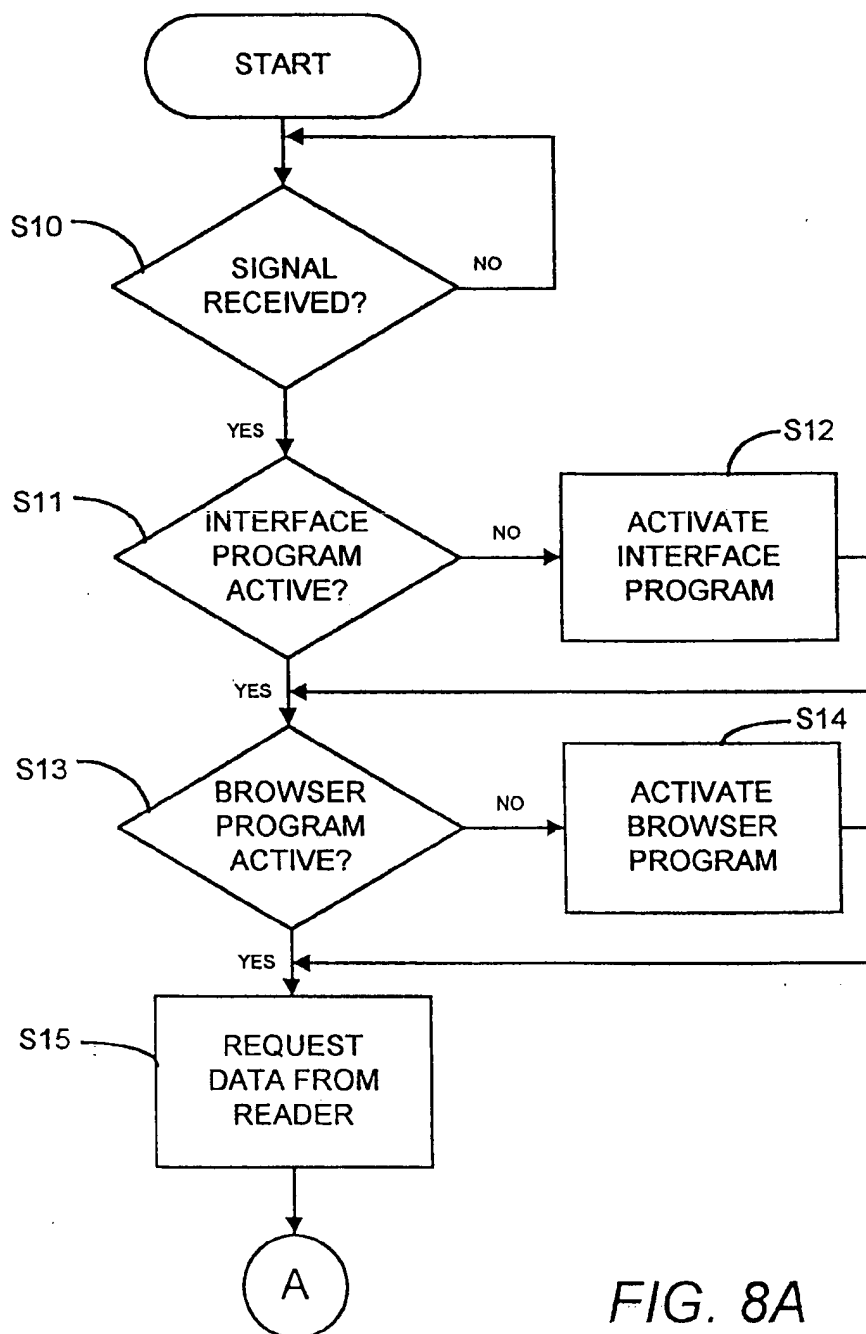 START
S10
SIGNAL
RECEIVED?
NO
YES
S11
INTERFACE
PROGRAM
ACTIVE?
NO
S12
ACTIVATE
INTERFACE
PROGRAM
YES
S13
BROWSER
PROGRAM
ACTIVE?
NO
S14
ACTIVATE
BROWSER
PROGRAM
YES
S15
REQUEST
DATA FROM
READER
A
FIG. 8A